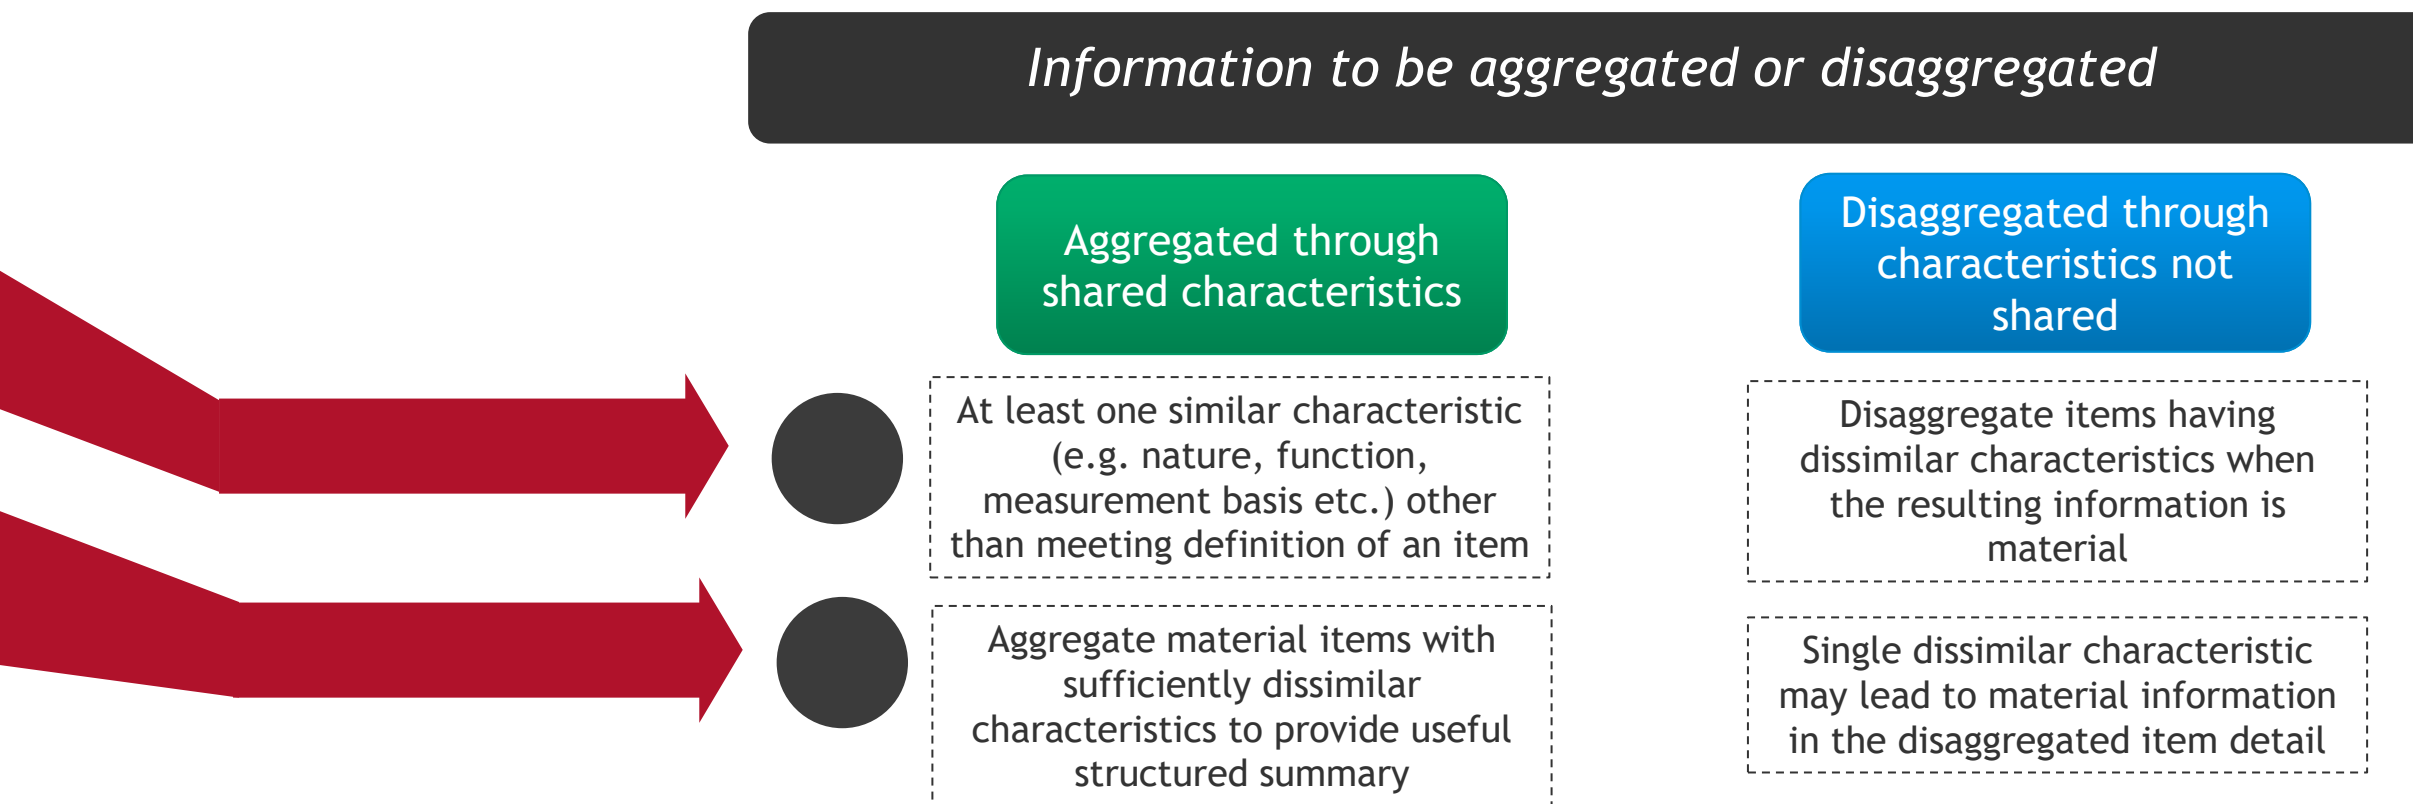 Information to be aggregated or disaggregated
Aggregated through
shared characteristics
Disaggregated through
characteristics not
shared
At least one similar characteristic
(e.g. nature, function,
measurement basis etc.) other
than meeting definition of an item
Disaggregate items having
dissimilar characteristics when
the resulting information is
material
Aggregate material items with
sufficiently dissimilar
characteristics to provide useful
structured summary
Single dissimilar characteristic
may lead to material information
in the disaggregated item detail